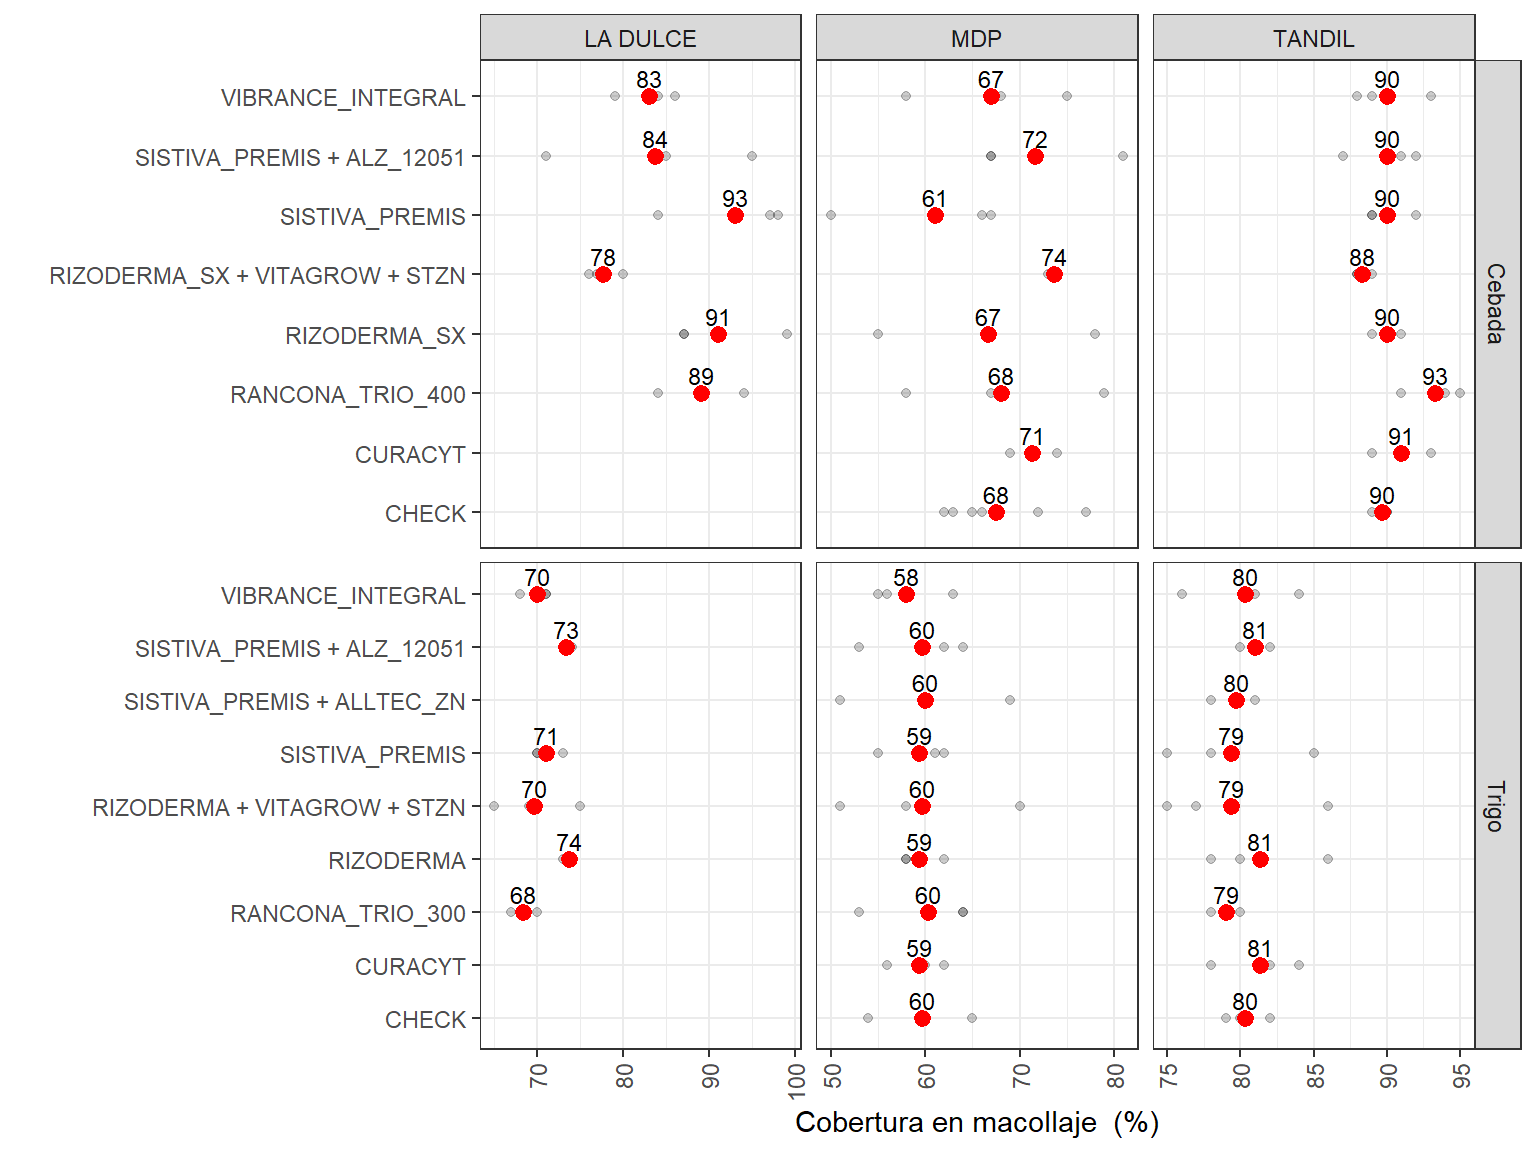 LA DULCE MDP TANDIL
83 67 90
VIBRANCE_INTEGRAL
84 72 90
SISTIVA_PREMIS + ALZ_12051
93 61 90
SISTIVA_PREMIS
78 74 88
RIZODERMA_SX + VITAGROW + STZN
91 67 90
RIZODERMA_SX
89 68 93
RANCONA_TRIO_400
71 91
CURACYT
68 90
CHECK
Cebada
70 58 80
VIBRANCE_INTEGRAL
73 60 81
SISTIVA_PREMIS + ALZ_12051
60 80
SISTIVA_PREMIS + ALLTEC_ZN
71 59 79
SISTIVA_PREMIS
70 60 79
RIZODERMA + VITAGROW + STZN
74 59 81
RIZODERMA
68 60 79
RANCONA_TRIO_300
59 81
CURACYT
60 80
CHECK
Trigo
70 80 90 100 50 60 70 80 75 80 85 90 95
Cobertura en macollaje (%)